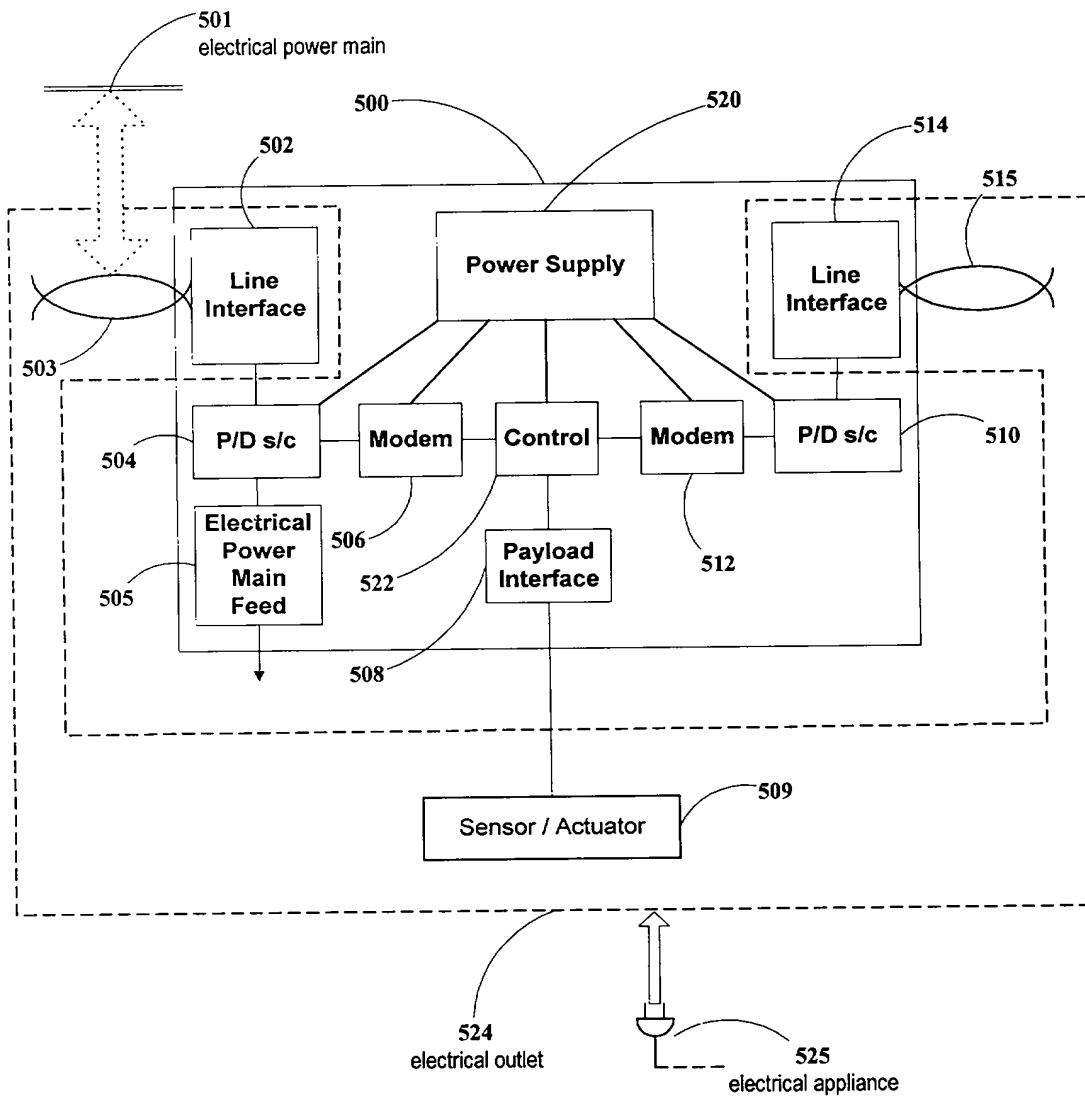 501
electrical power main
500
520
514
502
515
Line
Interface
Power Supply
Line
Interface
503
504
P/D s/c
Modem
Control
Modem
P/D s/c
510
Electrical
Power
Main
Feed
505
506
522
Payload
Interface
512
508
509
Sensor / Actuator
524
electrical outlet
525
electrical appliance